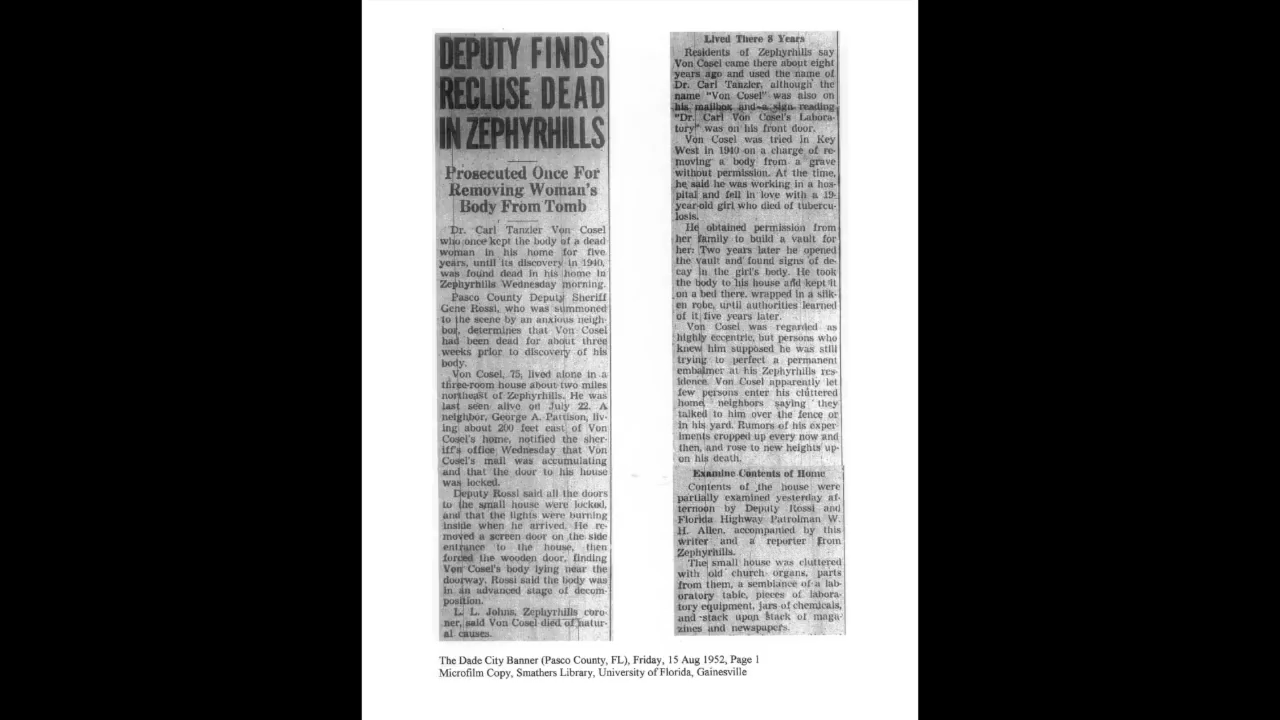 DEPUTY FINDS
RECLUSE DEAD
IN ZEPHYRHILLS
Prosecuted Once For
Removing Woman's
Body From Tomb
Dr. Carl Tanzler Von Cosel
who once kept the body of a dead
woman in his home for five
years, until its discovery in 1940,
was found dead in his home in
Zephyrhills Wednesday morning.
Pasco County Deputy Sheriff
Gene Rossi, who was summoned
to the scene by an anxious neigh-
bor, determines that Von Cosel
had been dead for about three
weeks prior to discovery of his
body.
Von Cosel, 75, lived alone in a
three-room house about two miles
northeast of Zephyrhills. He was
last seen alive on July 22. A
neighbor, George A. Pattison, liv-
ing about 200 feet east of Von
Cosel's home, notified the sher-
iff's office Wednesday that Von
Cosel's mail was accumulating
and that the door to his house
was locked.
Deputy Rossi said all the doors
to the small house were locked,
and that the lights were burning
inside when he arrived. He re-
moved a screen door on the side
entrance to the house, then
forced the wooden door, finding
Von Cosel's body lying near the
doorway. Rossi said the body was
in an advanced stage of decom-
position.
L. L. Johns, Zephyrhills coro-
ner, said Von Cosel died of natur-
al causes.
Lived There 8 Years
Residents of Zephyrhills say
Von Cosel came there about eight
years ago and used the name of
Dr. Carl Tanzler, although the
name "Von Cosel" was also on
his mailbox and a sign reading
"Dr. Carl Von Cosel's Labora-
tory" was on his front door.
Von Cosel was tried in Key
West in 1940 on a charge of re-
moving a body from a grave
without permission. At the time,
he said he was working in a hos-
pital and fell in love with a 19-
year-old girl who died of tubercu-
losis.
He obtained permission from
her family to build a vault for
her. Two years later he opened
the vault and found signs of de-
cay in the girl's body. He took
the body to his house and kept it
on a bed there, wrapped in a silk-
en robe, until authorities learned
of it five years later.
Von Cosel was regarded as
highly eccentric, but persons who
knew him supposed he was still
trying to perfect a permanent
embalmer at his Zephyrhills res-
idence. Von Cosel apparently let
few persons enter his cluttered
home, neighbors saying they
talked to him over the fence or
in his yard. Rumors of his exper-
iments cropped up every now and
then, and rose to new heights up-
on his death.
Examine Contents of Home
Contents of the house were
partially examined yesterday af-
ternoon by Deputy Rossi and
Florida Highway Patrolman W.
H. Allen, accompanied by this
writer and a reporter from
Zephyrhills.
The small house was cluttered
with old church organs, parts
from them, a semblance of a lab-
oratory table, pieces of labora-
tory equipment, jars of chemicals,
and stack upon stack of maga-
zines and newspapers.
The Dade City Banner (Pasco County, FL), Friday, 15 Aug 1952, Page 1
Microfilm Copy, Smathers Library, University of Florida, Gainesville